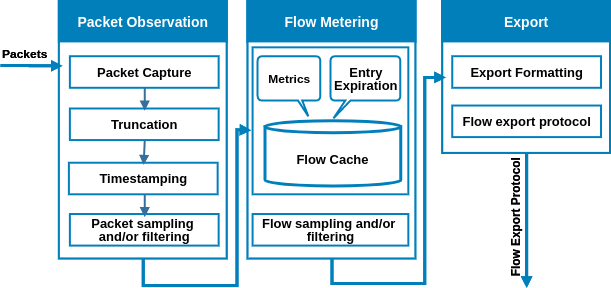 Packet Observation
Flow Metering
Export
Packets
Packet Capture
Truncation
Timestamping
Packet sampling
and/or filtering
Metrics
Entry
Expiration
Flow Cache
Flow sampling and/or
filtering
Export Formatting
Flow export protocol
Flow Export Protocol